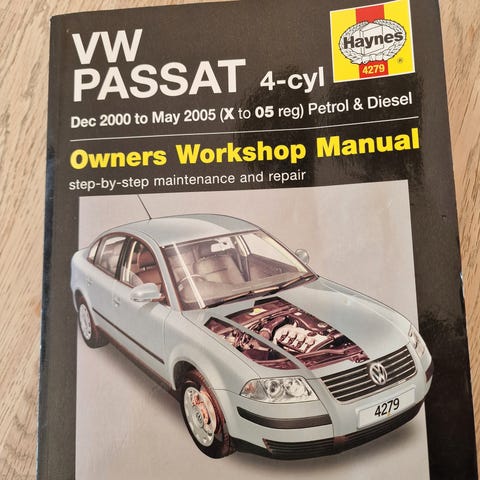 VW
PASSAT 4-cyl
Haynes
4279
®
Dec 2000 to May 2005 (X to 05 reg) Petrol & Diesel
Owners Workshop Manual
step-by-step maintenance and repair
4279